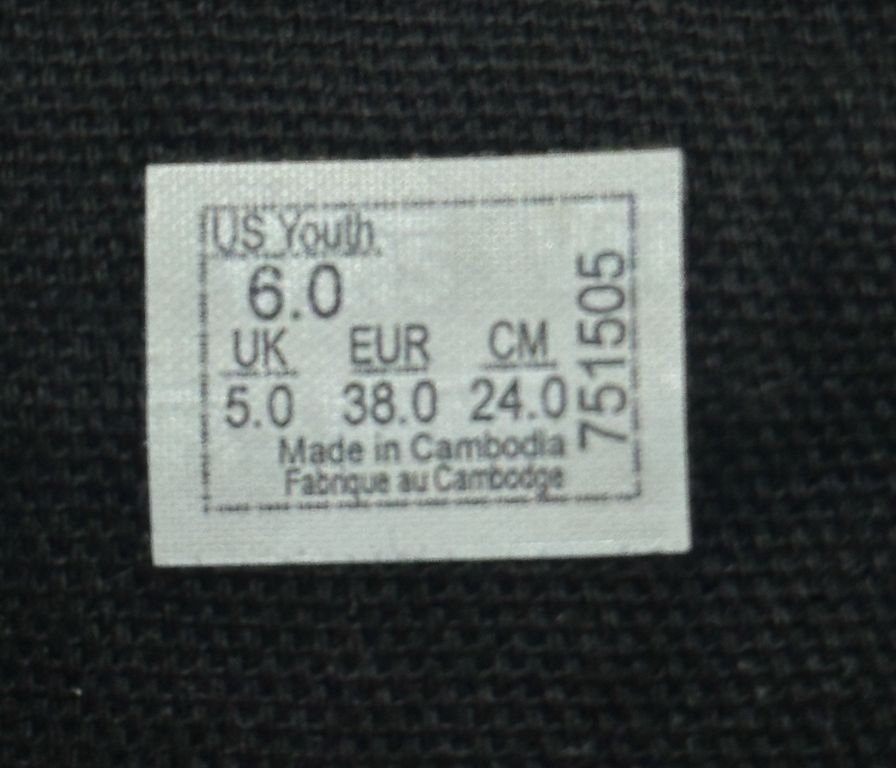 US Youth
6.0
UK EUR CM
5.0 38.0 24.0
Made in Cambodia
Fabrique au Cambodge
751505